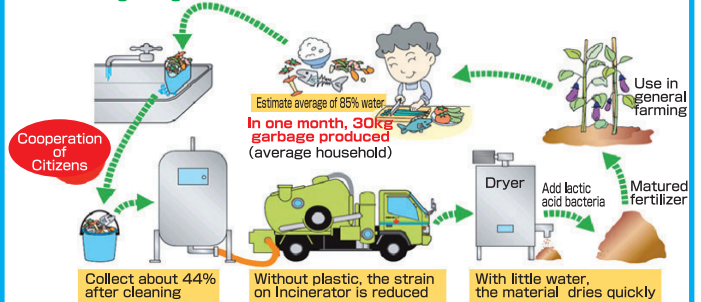 Estimate average of 85% water
In one month, 30kg
garbage produced
(average household)
Use in
general
farming
Cooperation
of
Citizens
Dryer
Add lactic
acid bacteria
Matured
fertilizer
Collect about 44%
after cleaning
Without plastic, the strain
on Incinerator is reduced
With little water,
the material dries quickly